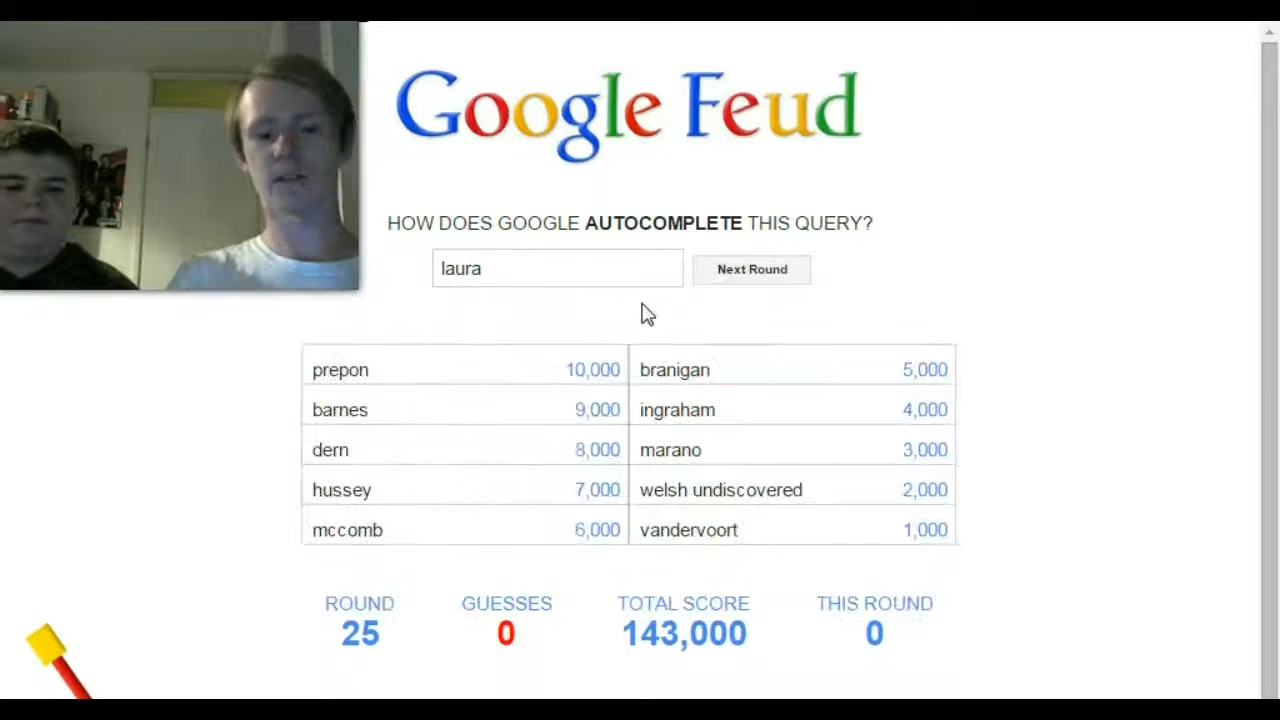 Google Feud
HOW DOES GOOGLE AUTOCOMPLETE THIS QUERY?
laura Next Round
prepon 10,000 branigan 5,000
barnes 9,000 ingraham 4,000
dern 8,000 marano 3,000
hussey 7,000 welsh undiscovered 2,000
mccomb 6,000 vandervoort 1,000
ROUND GUESSES TOTAL SCORE THIS ROUND
25 0 143,000 0